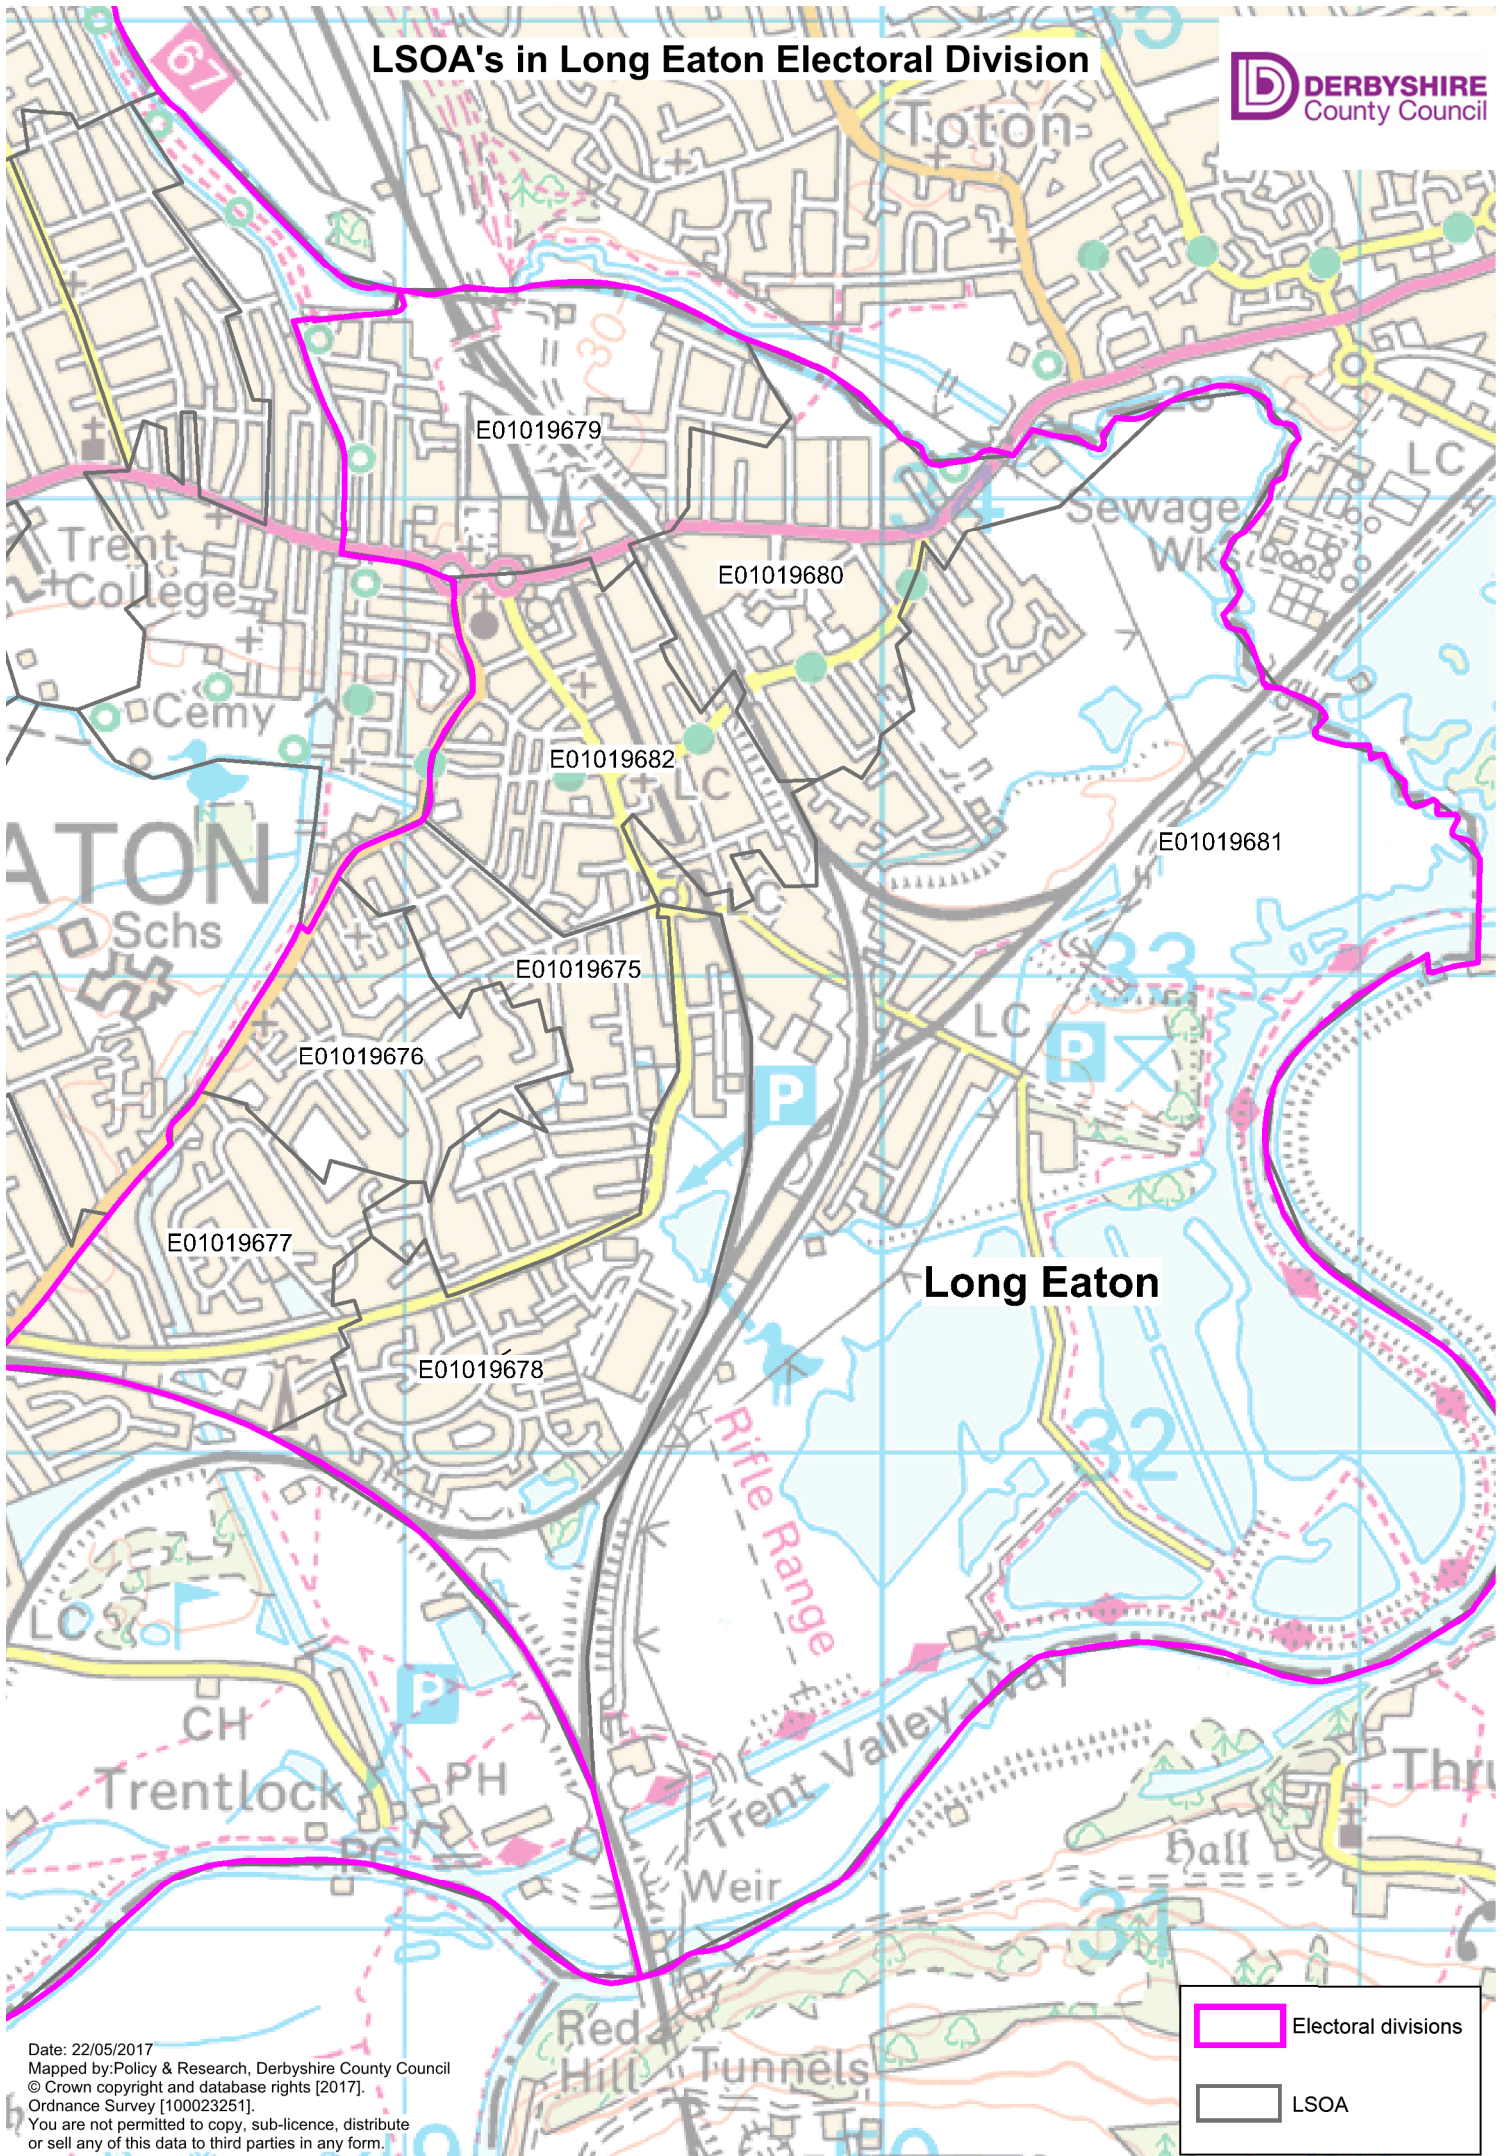 LSOA's in Long Eaton Electoral Division
DERBYSHIRE
County Council
67
Toton
30
E01019679
LC
Sewage
Wks
Trent
College
E01019680
Cemy
E01019682
LC
ATON
E01019681
Schs
LC
33
E01019675
LC
P
E01019676
P
E01019677
Long Eaton
E01019678
32
Rifle Range
LC
P
CH
Trent Valley Way
Trentlock
PH
Thru
PC
Hall
Weir
31
Red
Hill
Tunnels
Electoral divisions
LSOA
Date: 22/05/2017
Mapped by:Policy & Research, Derbyshire County Council
© Crown copyright and database rights [2017].
Ordnance Survey [100023251].
You are not permitted to copy, sub-licence, distribute
or sell any of this data to third parties in any form.